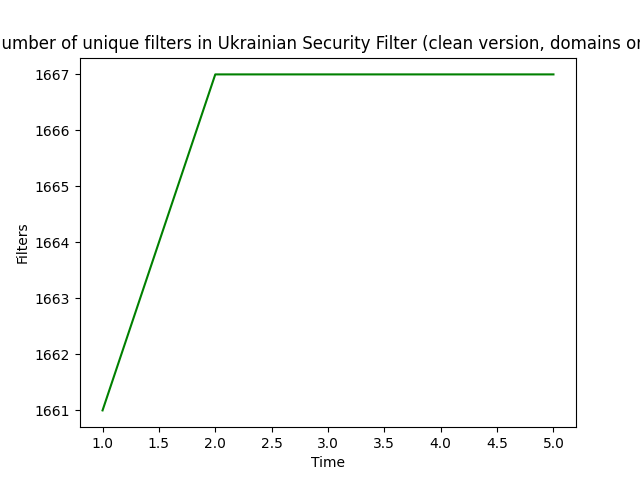 umber of unique filters in Ukrainian Security Filter (clean version, domains o
1667
1666
1665
1664
1663
1662
1661
Filters
1.0 1.5 2.0 2.5 3.0 3.5 4.0 4.5 5.0
Time